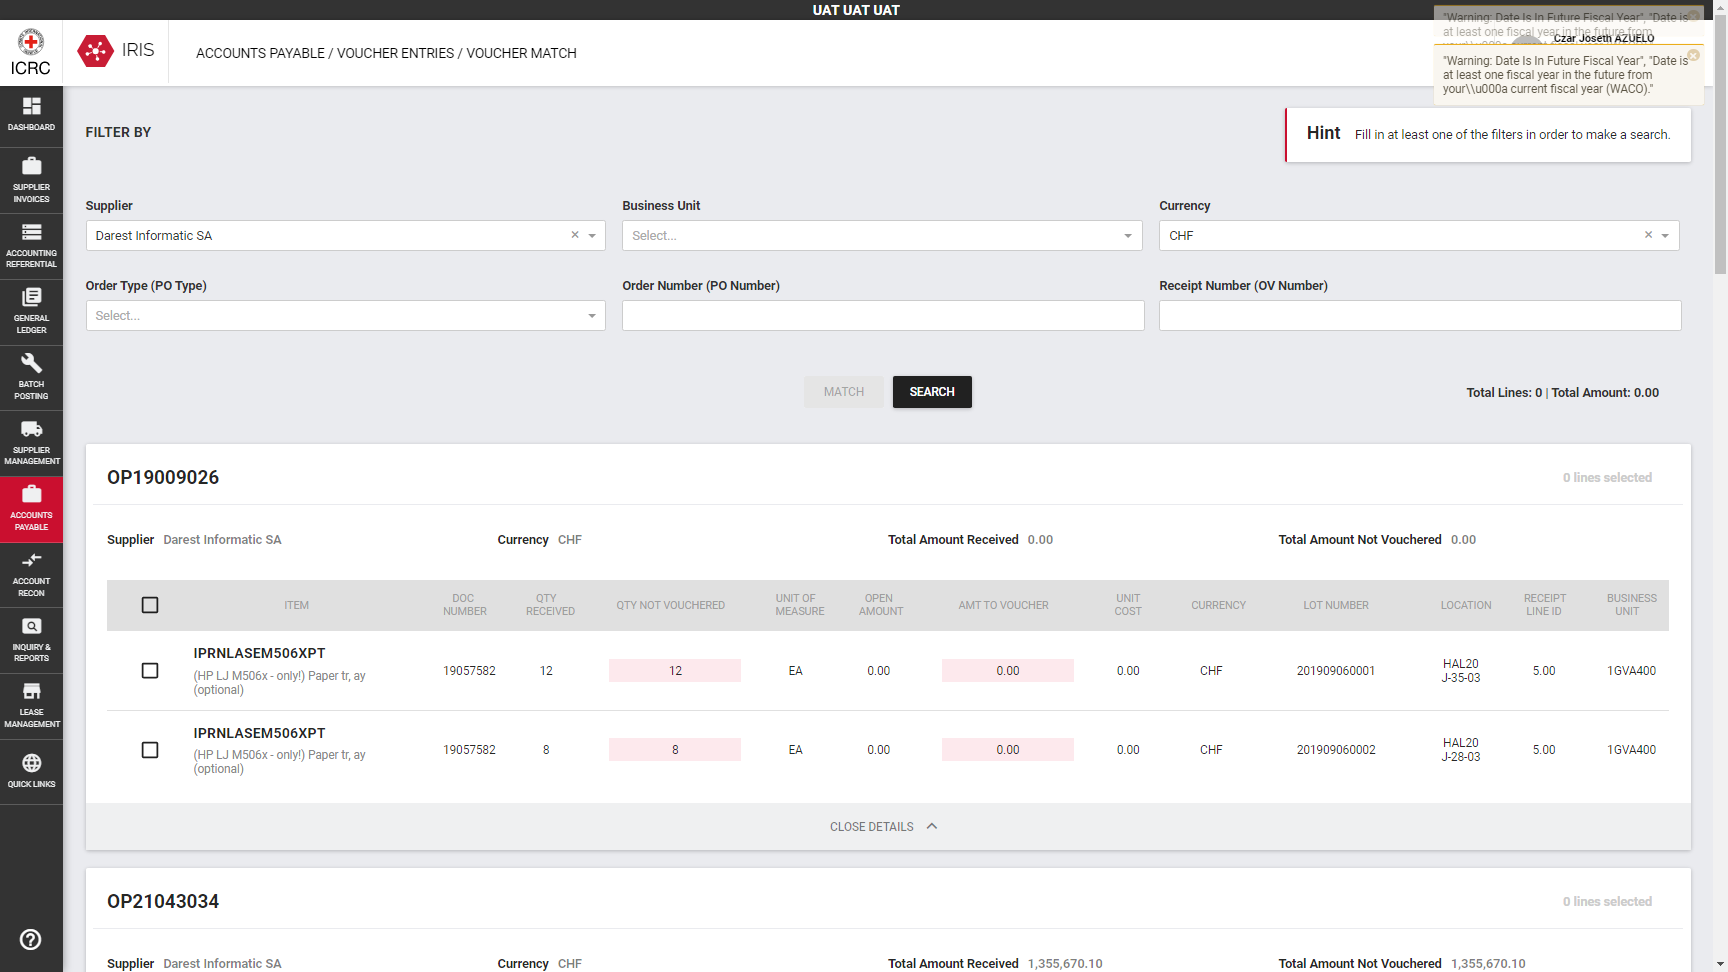 UAT UAT UAT
ICRC
IRIS
ACCOUNTS PAYABLE / VOUCHER ENTRIES / VOUCHER MATCH
"Warning: Date Is In Future Fiscal Year", "Date is
at least one fiscal year in the future from
Czar Joseth AZUELO
"Warning: Date Is In Future Fiscal Year", "Date is
at least one fiscal year in the future from
your\\u000a current fiscal year (WACO)."
DASHBOARD
SUPPLIER
INVOICES
ACCOUNTING
REFERENTIAL
GENERAL
LEDGER
BATCH
POSTING
SUPPLIER
MANAGEMENT
ACCOUNTS
PAYABLE
ACCOUNT
RECON
INQUIRY &
REPORTS
LEASE
MANAGEMENT
QUICK LINKS
FILTER BY
Hint Fill in at least one of the filters in order to make a search.
Supplier Business Unit Currency
Darest Informatic SA Select... CHF
Order Type (PO Type) Order Number (PO Number) Receipt Number (OV Number)
Select...
MATCH SEARCH Total Lines: 0 | Total Amount: 0.00
OP19009026 0 lines selected
Supplier Darest Informatic SA Currency CHF Total Amount Received 0.00 Total Amount Not Vouchered 0.00
ITEM DOC NUMBER QTY RECEIVED QTY NOT VOUCHERED UNIT OF MEASURE OPEN AMOUNT AMT TO VOUCHER UNIT COST CURRENCY LOT NUMBER LOCATION RECEIPT LINE ID BUSINESS UNIT
IPRNLASEM506XPT
(HP LJ M506x - only!) Paper tr, ay
(optional)
19057582 12 12 EA 0.00 0.00 0.00 CHF 201909060001 HAL20 J-35-03 5.00 1GVA400
IPRNLASEM506XPT
(HP LJ M506x - only!) Paper tr, ay
(optional)
19057582 8 8 EA 0.00 0.00 0.00 CHF 201909060002 HAL20 J-28-03 5.00 1GVA400
CLOSE DETAILS
OP21043034 0 lines selected
Supplier Darest Informatic SA Currency CHF Total Amount Received 1,355,670.10 Total Amount Not Vouchered 1,355,670.10